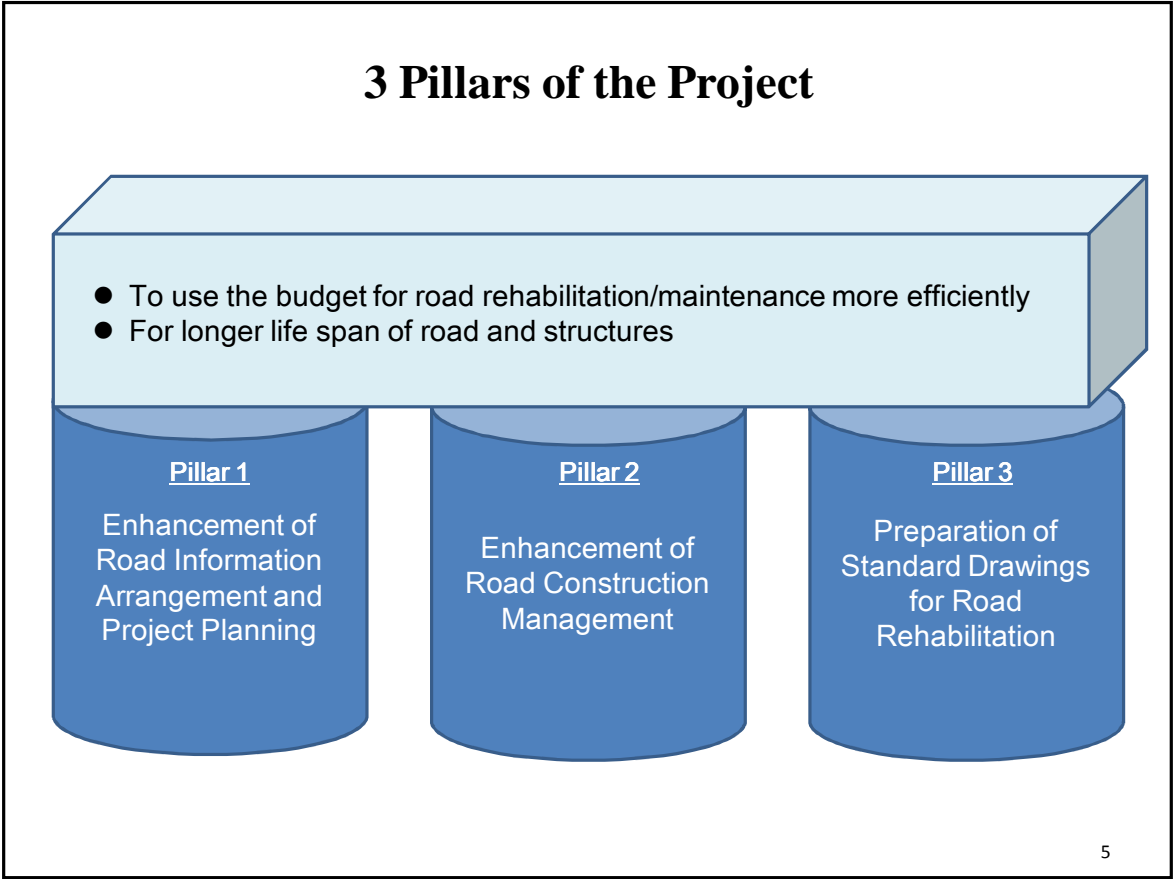 3 Pillars of the Project
● To use the budget for road rehabilitation/maintenance more efficiently
● For longer life span of road and structures
Pillar 1
Enhancement of
Road Information
Arrangement and
Project Planning
Pillar 2
Enhancement of
Road Construction
Management
Pillar 3
Preparation of
Standard Drawings
for Road
Rehabilitation
5